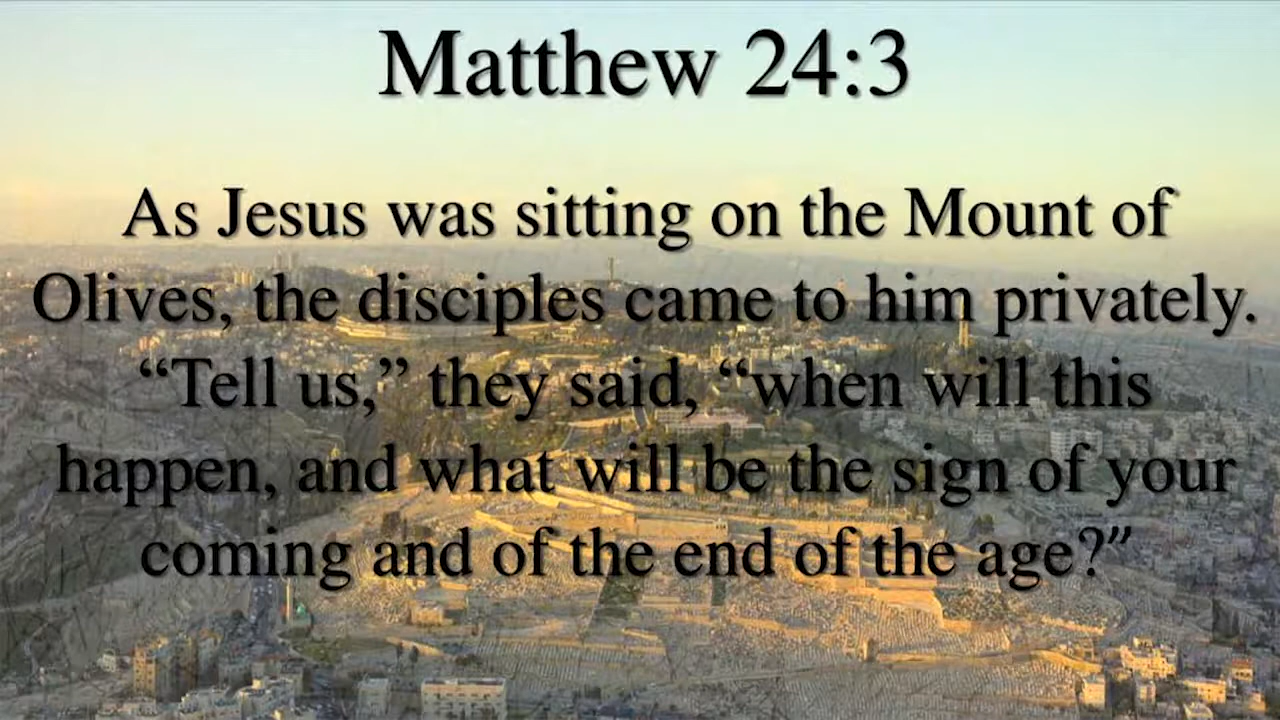 Matthew 24:3
As Jesus was sitting on the Mount of
Olives, the disciples came to him privately.
“Tell us,” they said, “when will this
happen, and what will be the sign of your
coming and of the end of the age?”